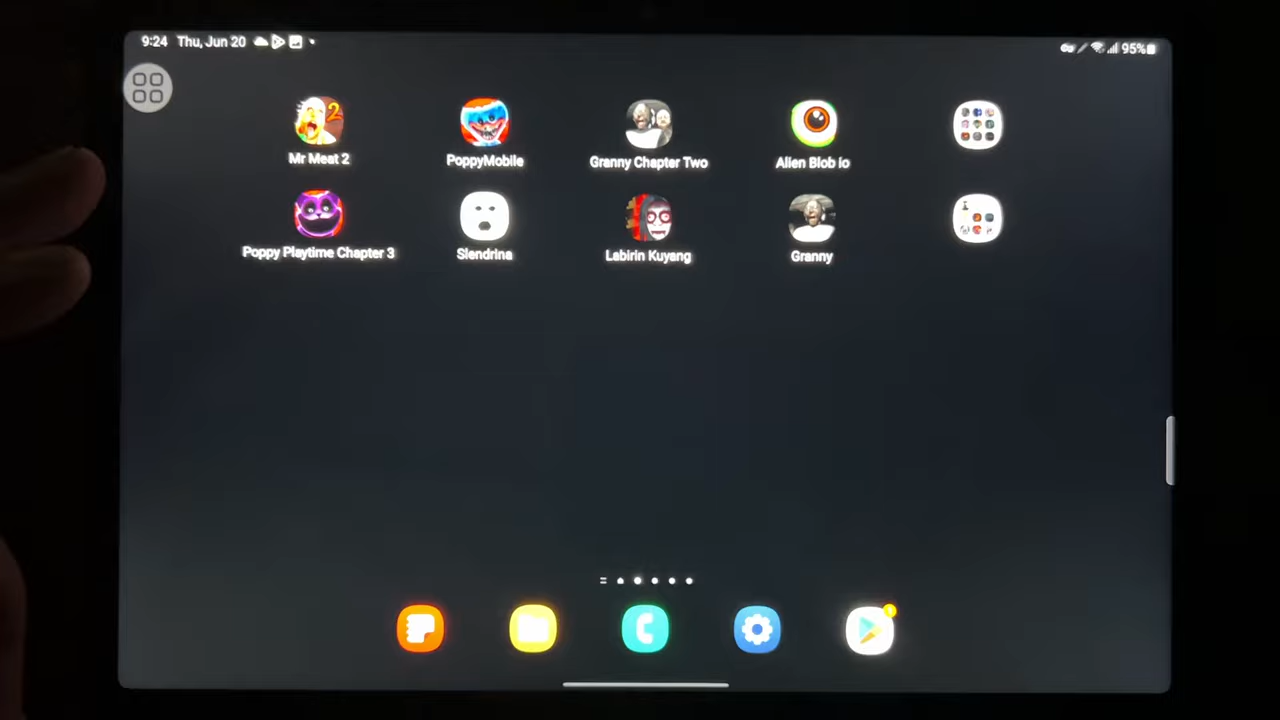 9:24 Thu, Jun 20
95%
2
Mr Meat 2
PoppyMobile
Granny Chapter Two
Alien Blob io
Poppy Playtime Chapter 3
Slendrina
Labirin Kuyang
Granny